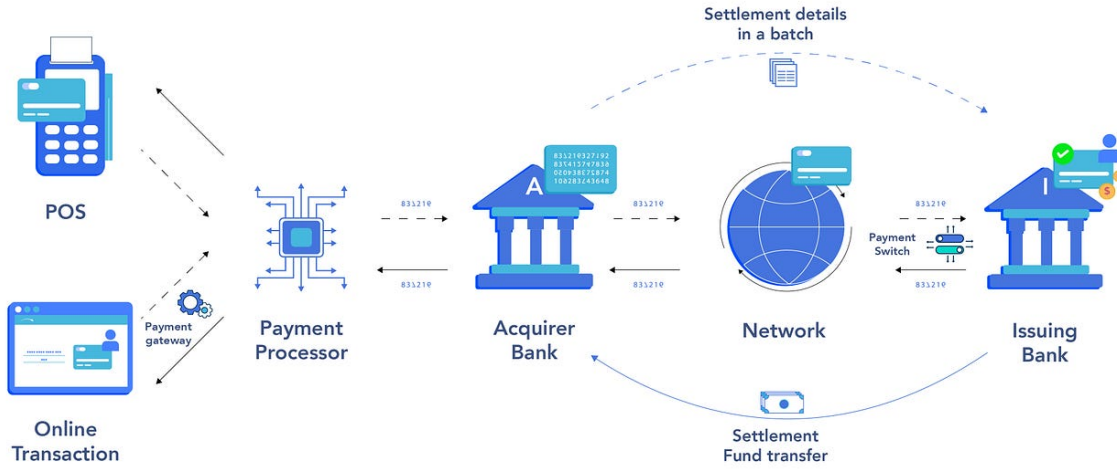 Settlement details
in a batch
POS
Payment
gateway
Online
Transaction
Payment
Processor
A
Acquirer
Bank
Network
Payment
Switch
I
$
Issuing
Bank
Settlement
Fund transfer